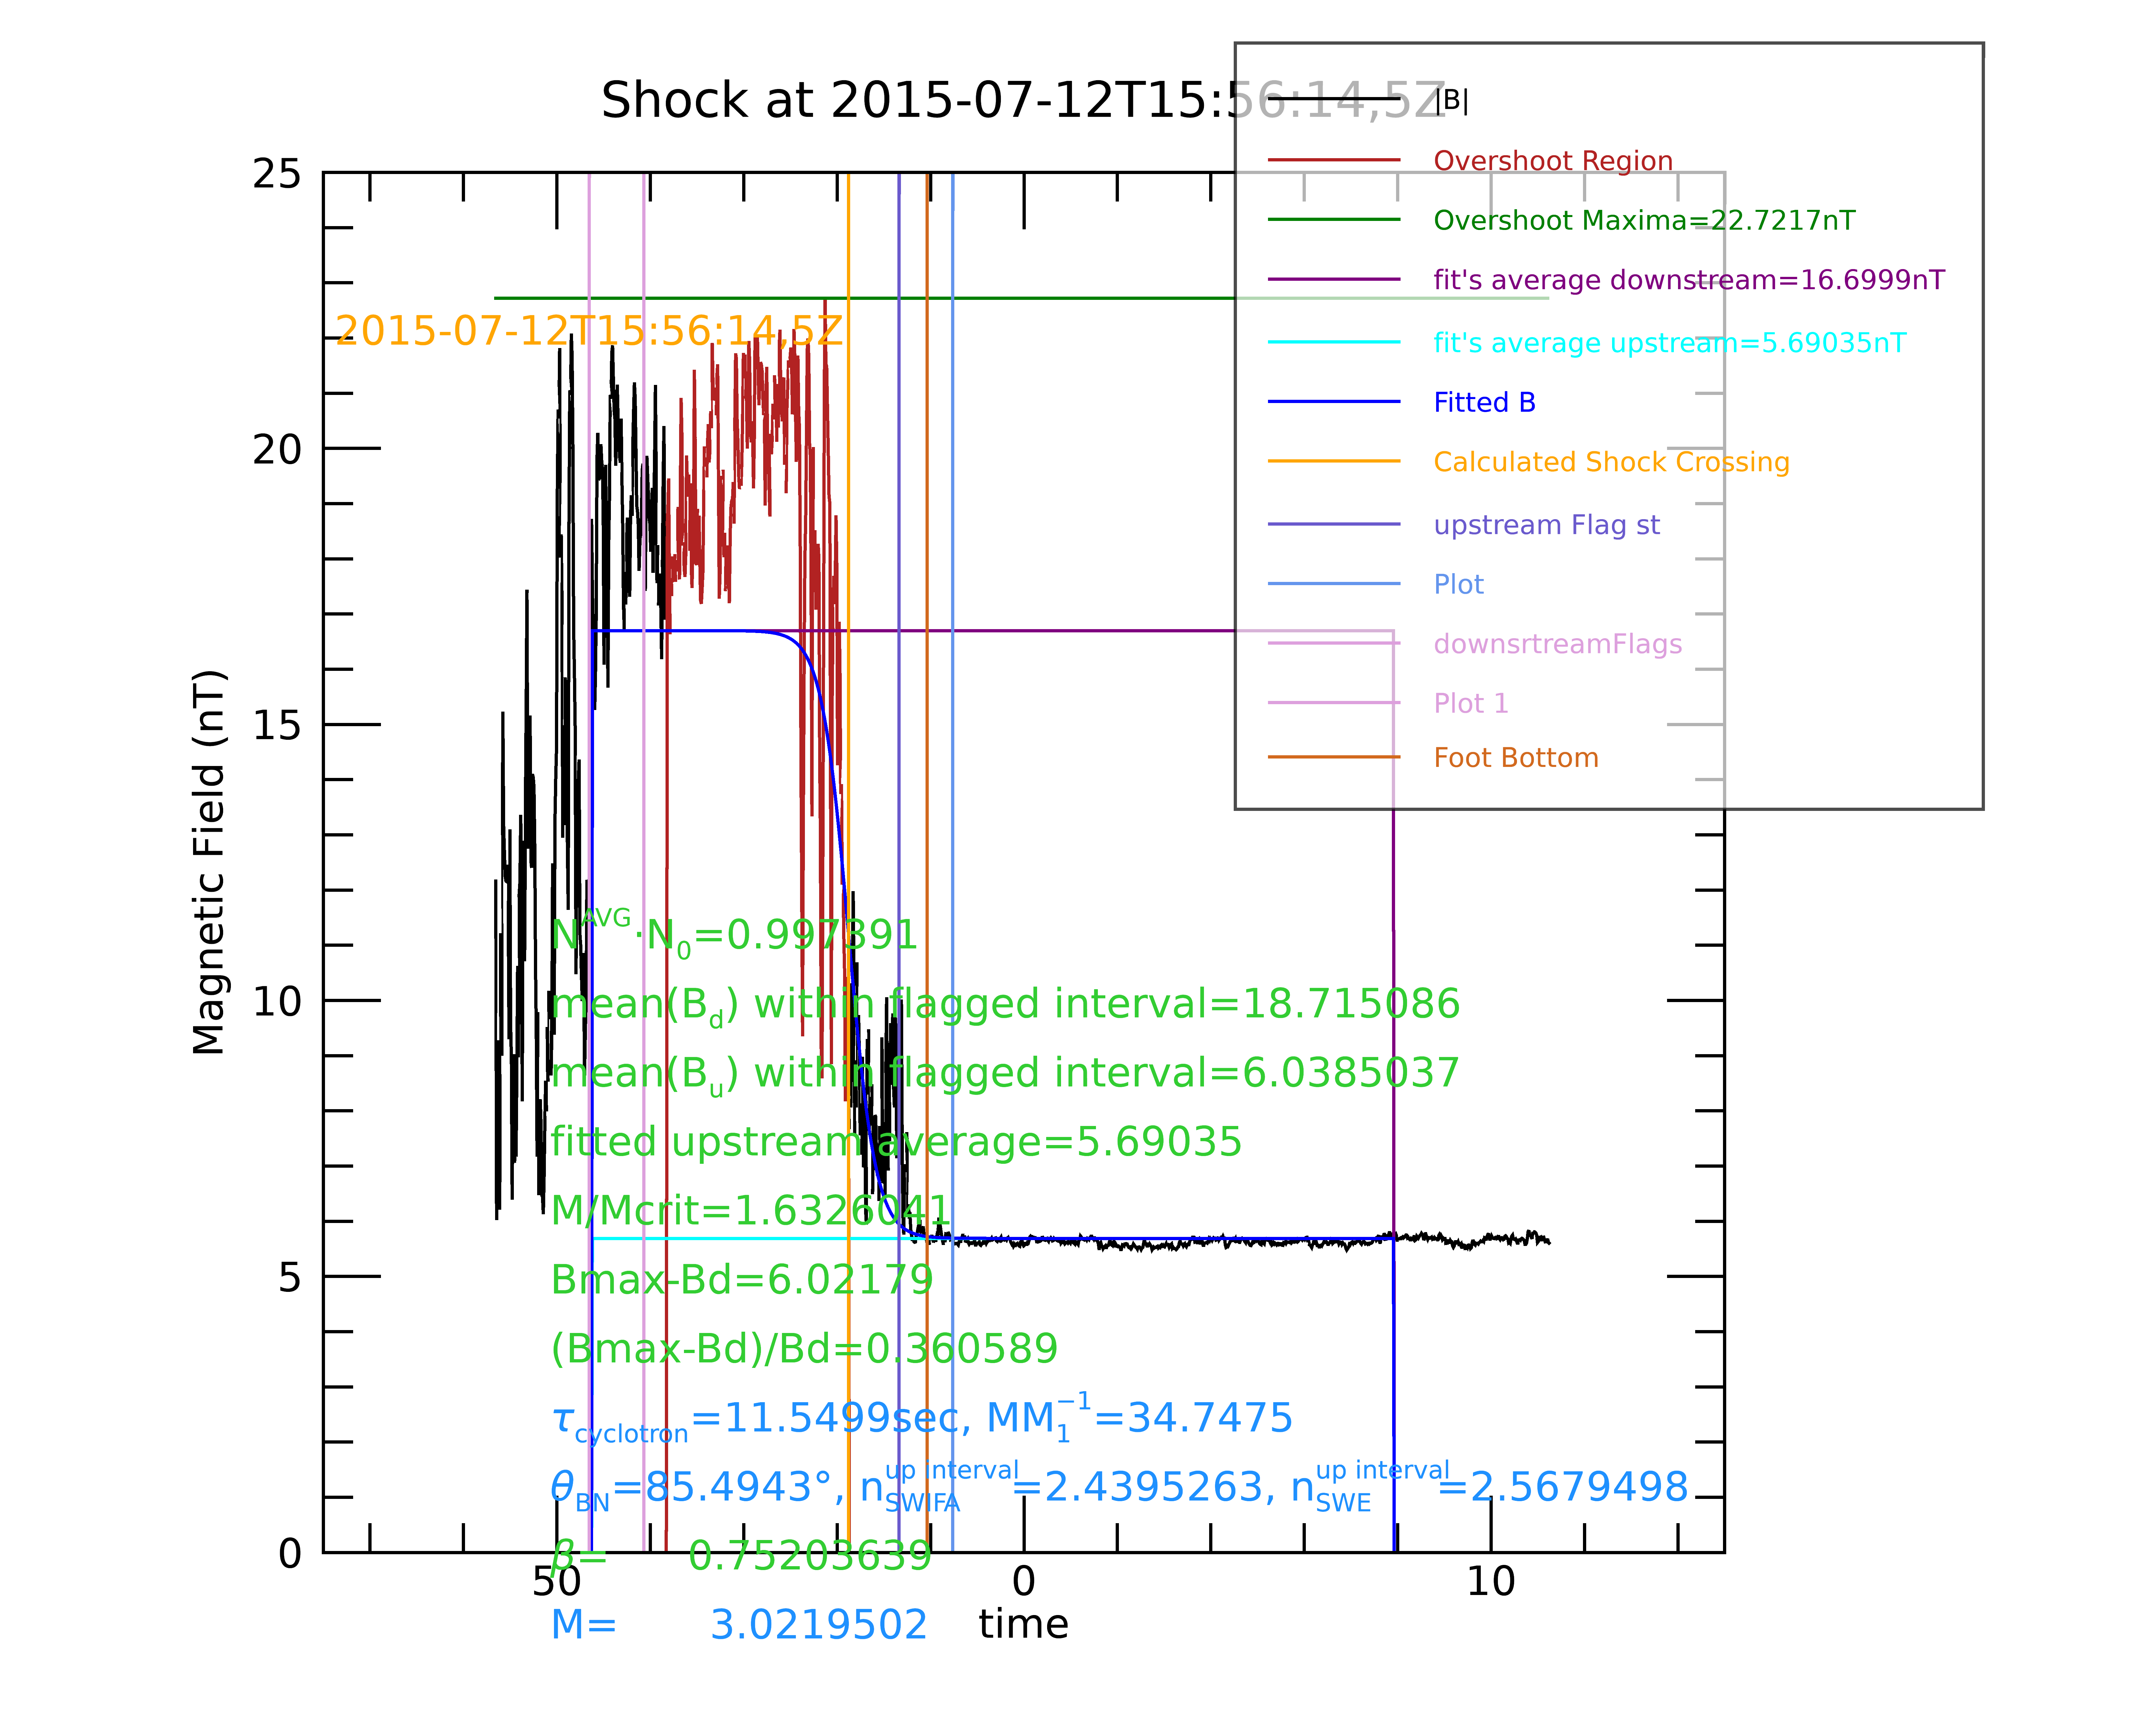 Shock at 2015-07-12T15:56:14,5Z
|B|
Overshoot Region
Overshoot Maxima=22.7217nT
fit's average downstream=16.6999nT
fit's average upstream=5.69035nT
Fitted B
Calculated Shock Crossing
upstream Flag st
Plot
downsrtreamFlags
Plot 1
Foot Bottom
25
20
15
10
5
0
Magnetic Field (nT)
2015-07-12T15:56:14,5Z
N^AVG·N_0=0.997391
mean(B_d) within flagged interval=18.715086
mean(B_u) within flagged interval=6.0385037
fitted upstream average=5.69035
M/Mcrit=1.6326041
Bmax-Bd=6.02179
(Bmax-Bd)/Bd=0.360589
τ_cyclotron=11.5499sec, MM_1^−1=34.7475
θ_BN=85.4943°, n_SWIFA^up interval=2.4395263, n_SWE^up interval=2.5679498
β= 0.75203639
50 0 10
time
M= 3.0219502